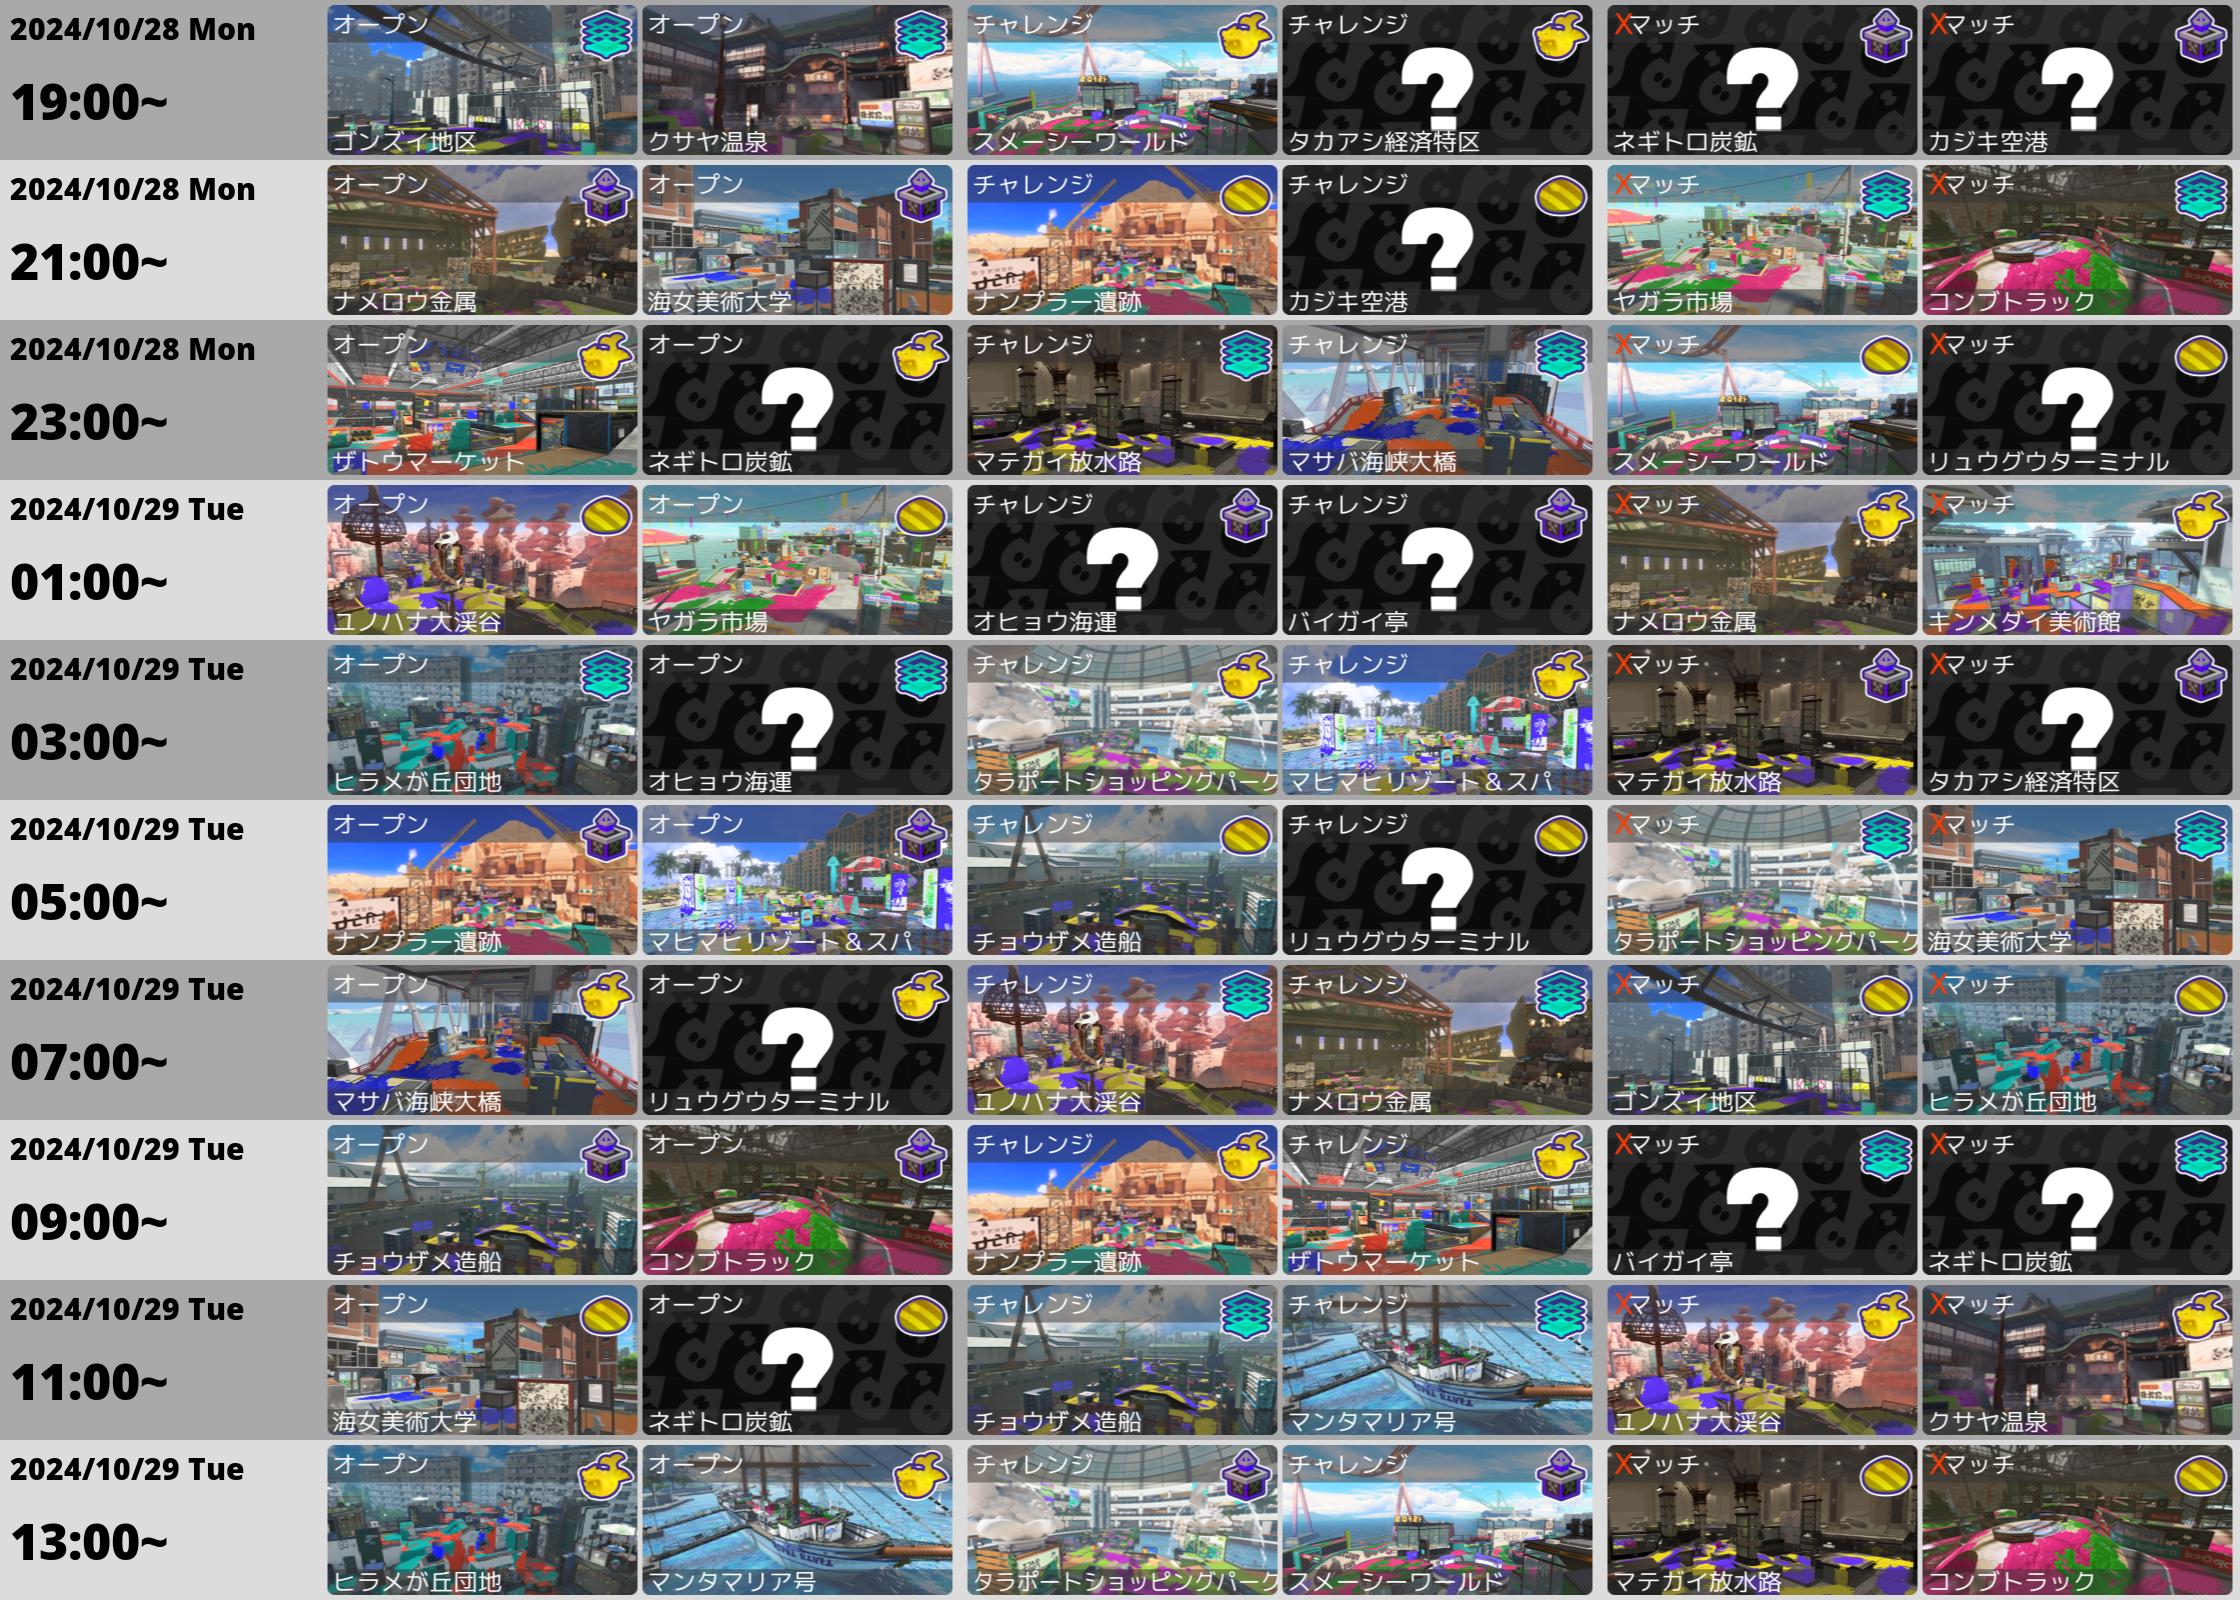 2024/10/28 Mon
19:00~
オープン
ゴンズイ地区
オープン
クサヤ温泉
チャレンジ
スメーシーワールド
チャレンジ
タカアシ経済特区
Xマッチ
ネギトロ炭鉱
Xマッチ
カジキ空港
2024/10/28 Mon
21:00~
オープン
ナメロウ金属
オープン
海女美術大学
チャレンジ
ナンプラー遺跡
チャレンジ
カジキ空港
Xマッチ
ヤガラ市場
Xマッチ
コンブトラック
2024/10/28 Mon
23:00~
オープン
ザトウマーケット
オープン
ネギトロ炭鉱
チャレンジ
マテガイ放水路
チャレンジ
マサバ海峡大橋
Xマッチ
スメーシーワールド
Xマッチ
リュウグウターミナル
2024/10/29 Tue
01:00~
オープン
ユノハナ大渓谷
オープン
ヤガラ市場
チャレンジ
オヒョウ海運
チャレンジ
バイガイ亭
Xマッチ
ナメロウ金属
Xマッチ
キンメダイ美術館
2024/10/29 Tue
03:00~
オープン
ヒラメが丘団地
オープン
オヒョウ海運
チャレンジ
タラポートショッピングパーク
チャレンジ
マヒマヒリゾート＆スパ
Xマッチ
マテガイ放水路
Xマッチ
タカアシ経済特区
2024/10/29 Tue
05:00~
オープン
ナンプラー遺跡
オープン
マヒマヒリゾート＆スパ
チャレンジ
チョウザメ造船
チャレンジ
リュウグウターミナル
Xマッチ
タラポートショッピングパーク
Xマッチ
海女美術大学
2024/10/29 Tue
07:00~
オープン
マサバ海峡大橋
オープン
リュウグウターミナル
チャレンジ
ユノハナ大渓谷
チャレンジ
ナメロウ金属
Xマッチ
ゴンズイ地区
Xマッチ
ヒラメが丘団地
2024/10/29 Tue
09:00~
オープン
チョウザメ造船
オープン
コンブトラック
チャレンジ
ナンプラー遺跡
チャレンジ
ザトウマーケット
Xマッチ
バイガイ亭
Xマッチ
ネギトロ炭鉱
2024/10/29 Tue
11:00~
オープン
海女美術大学
オープン
ネギトロ炭鉱
チャレンジ
チョウザメ造船
チャレンジ
マンタマリア号
Xマッチ
ユノハナ大渓谷
Xマッチ
クサヤ温泉
2024/10/29 Tue
13:00~
オープン
ヒラメが丘団地
オープン
マンタマリア号
チャレンジ
タラポートショッピングパーク
チャレンジ
スメーシーワールド
Xマッチ
マテガイ放水路
Xマッチ
コンブトラック